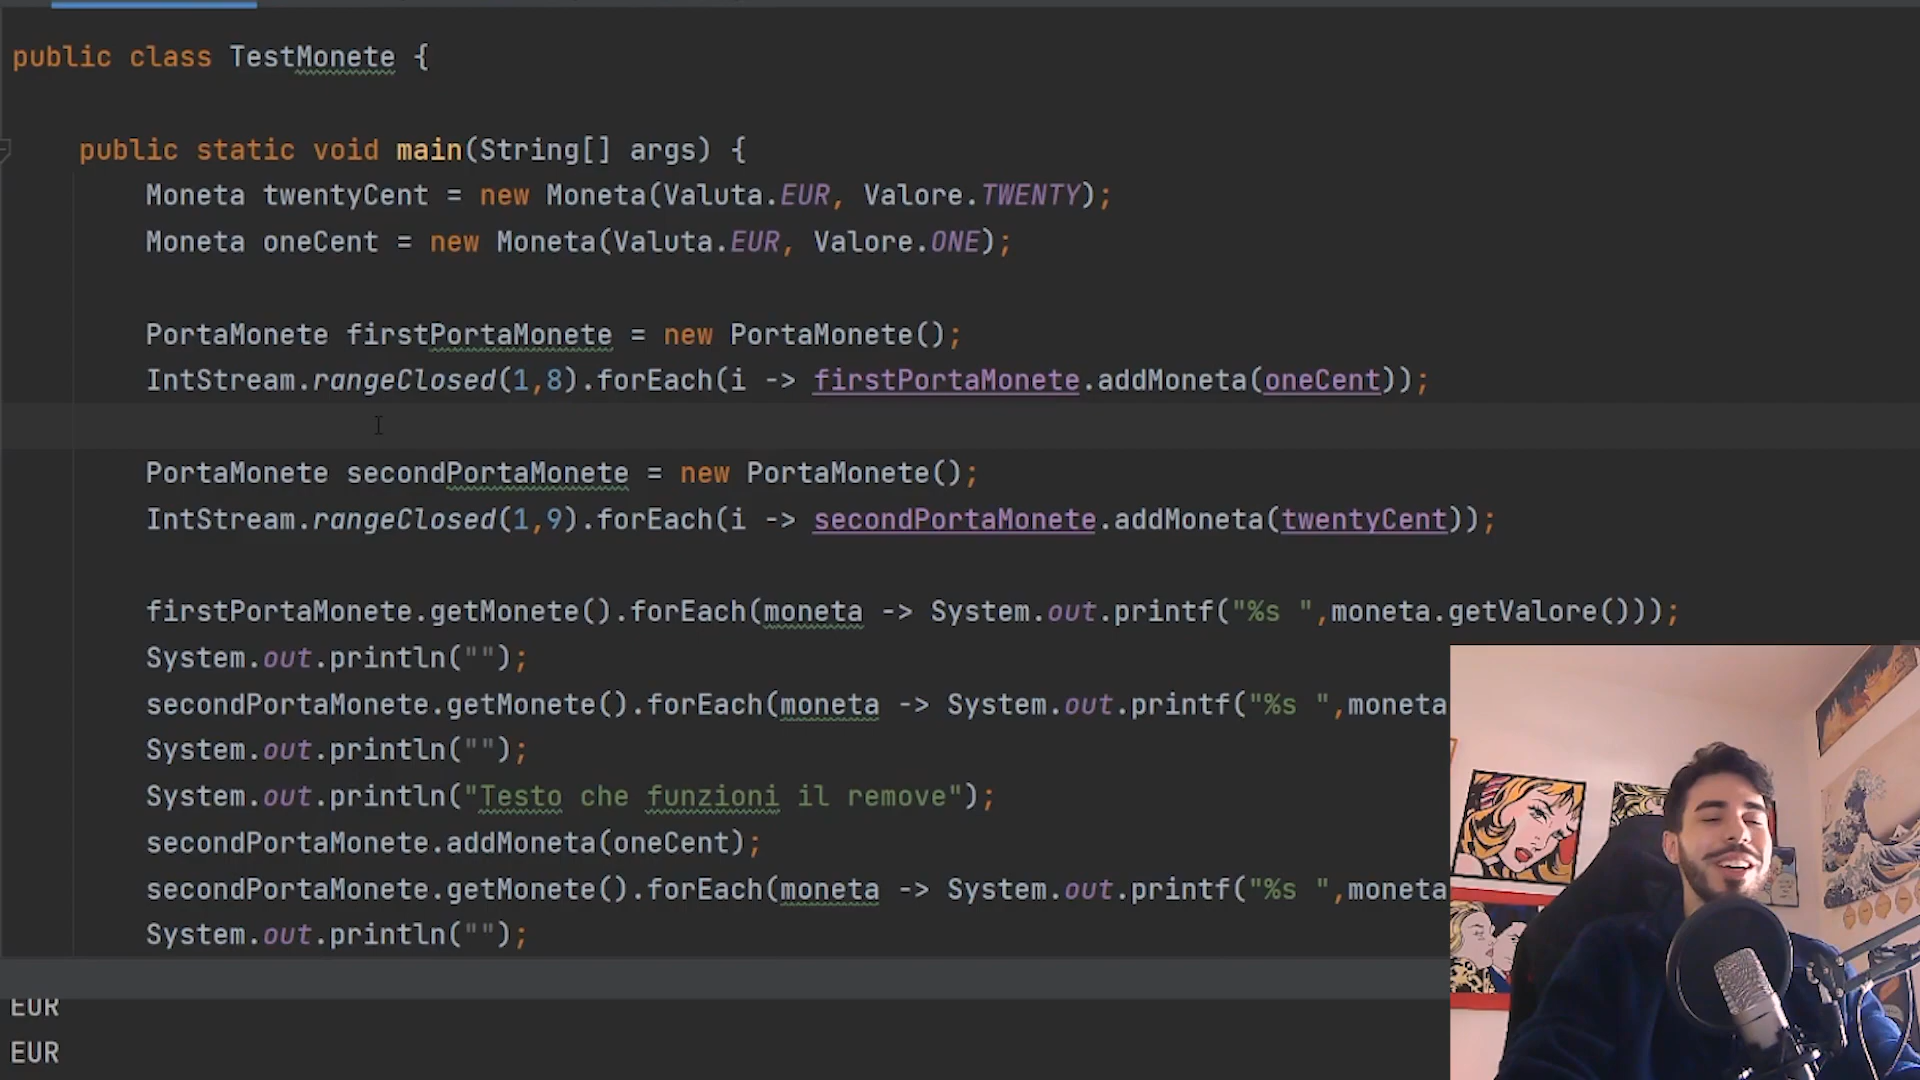 public class TestMonete {
public static void main(String[] args) {
Moneta twentyCent = new Moneta(Valuta.EUR, Valore.TWENTY);
Moneta oneCent = new Moneta(Valuta.EUR, Valore.ONE);
PortaMonete firstPortaMonete = new PortaMonete();
IntStream.rangeClosed(1,8).forEach(i -> firstPortaMonete.addMoneta(oneCent));
PortaMonete secondPortaMonete = new PortaMonete();
IntStream.rangeClosed(1,9).forEach(i -> secondPortaMonete.addMoneta(twentyCent));
firstPortaMonete.getMonete().forEach(moneta -> System.out.printf("%s ",moneta.getValore()));
System.out.println("");
secondPortaMonete.getMonete().forEach(moneta -> System.out.printf("%s ",moneta
System.out.println("");
System.out.println("Testo che funzioni il remove");
secondPortaMonete.addMoneta(oneCent);
secondPortaMonete.getMonete().forEach(moneta -> System.out.printf("%s ",moneta
System.out.println("");
EUR
EUR